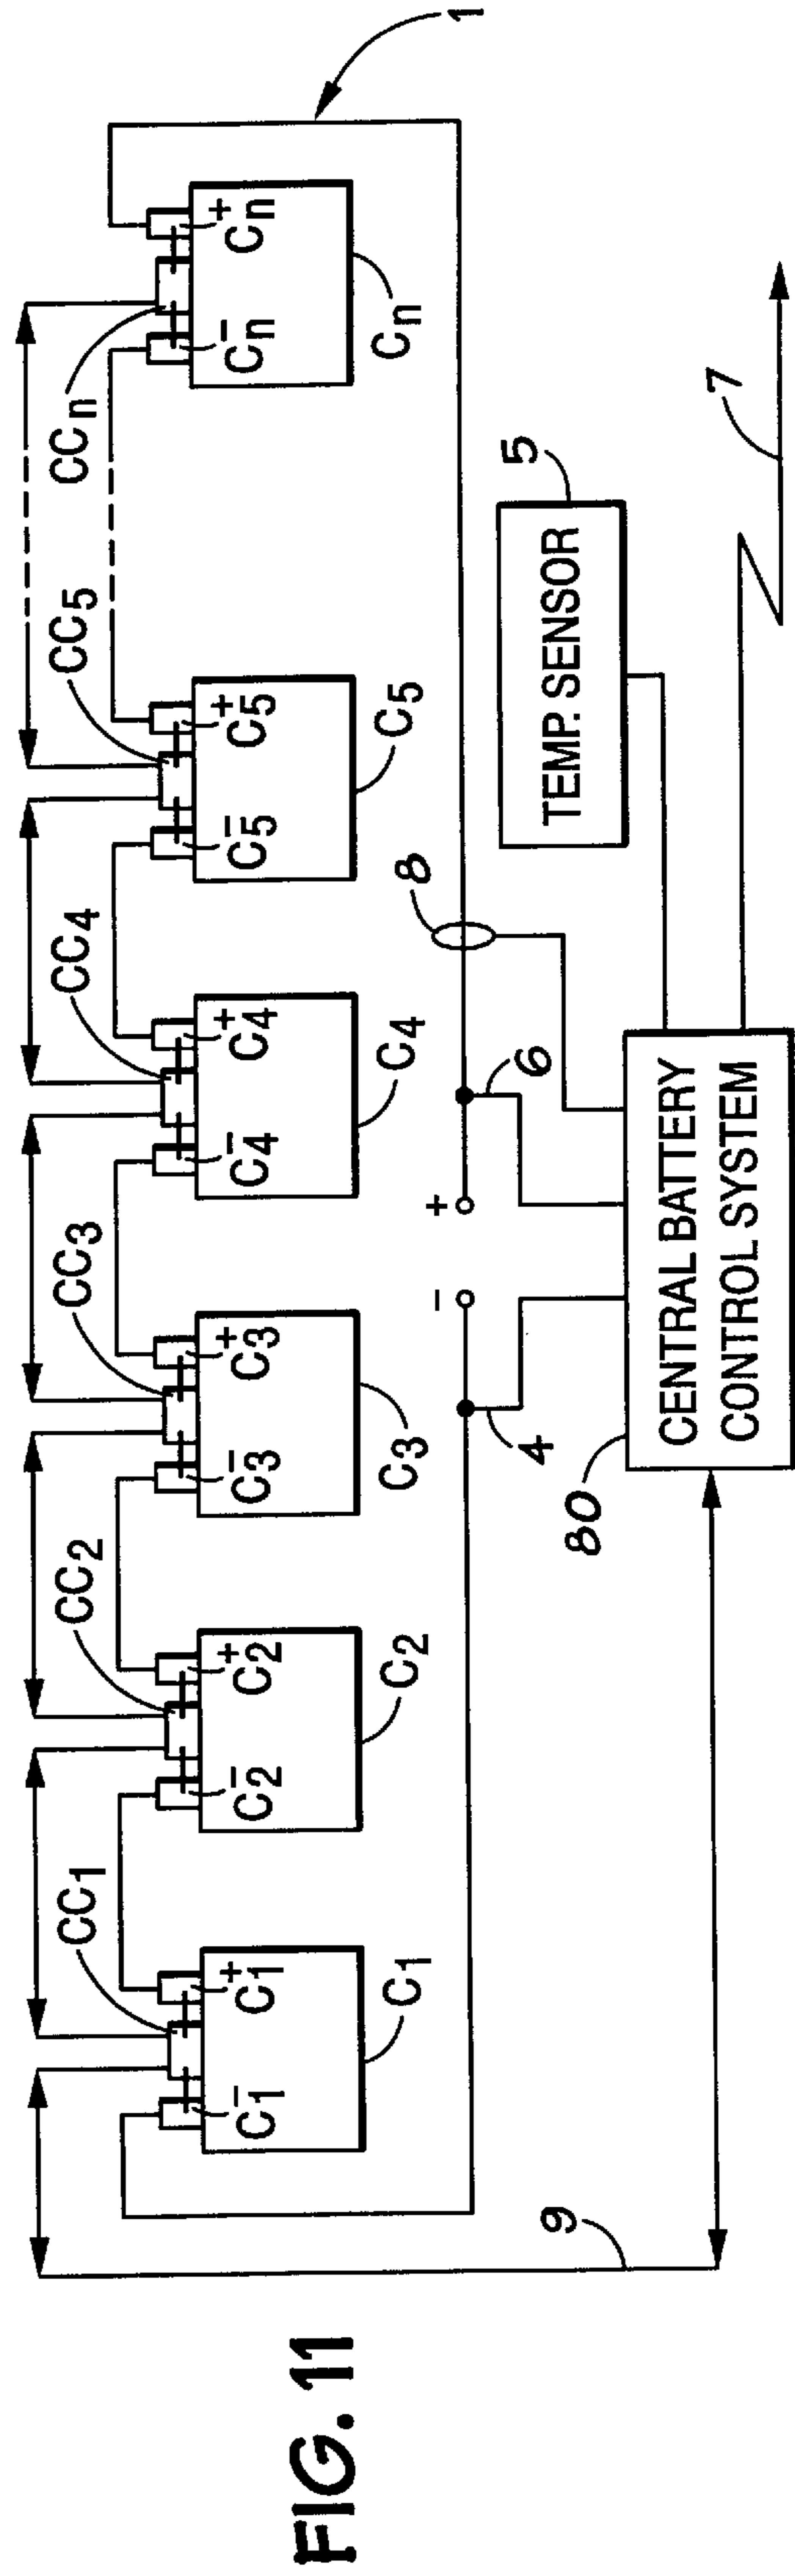 1
CC1 CC2 CC3 CC4 CC5 CCn
C1− C1+ C2− C2+ C3− C3+ C4− C4+ C5− C5+ Cn− Cn+
C1 C2 C3 C4 C5 Cn
− +
8
4 6
5
TEMP. SENSOR
7
9
80
CENTRAL BATTERY
CONTROL SYSTEM
FIG. 11